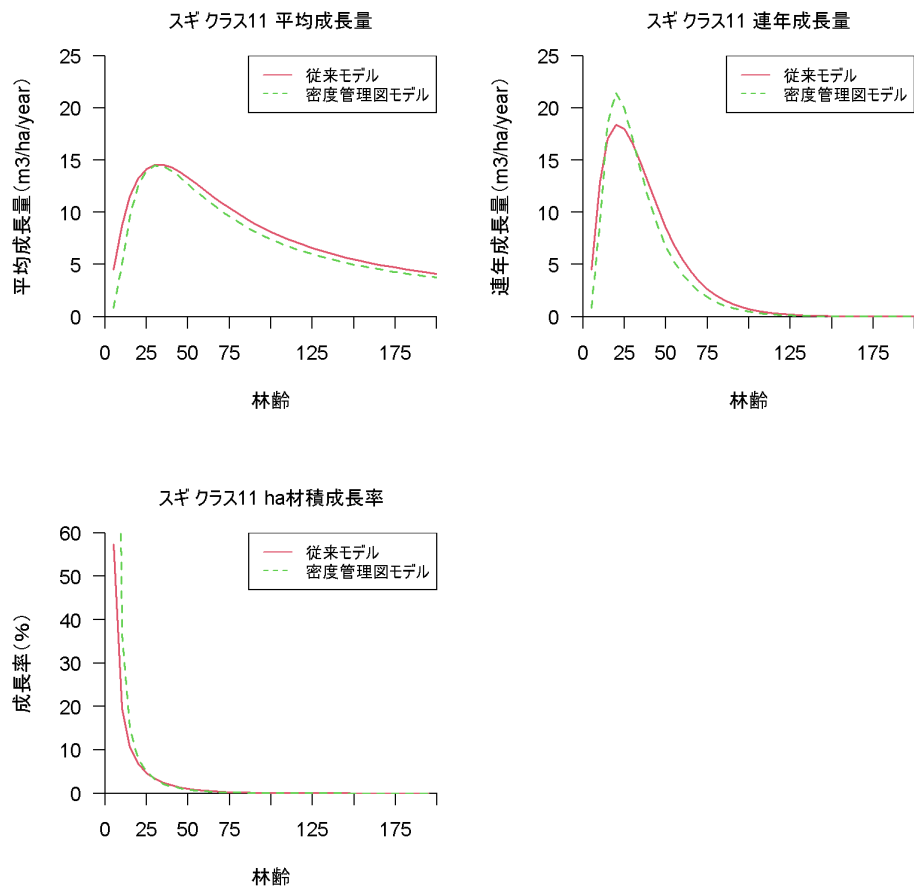 スギ クラス11 平均成長量
平均成長量(m3/ha/year)
25
20
15
10
5
0
従来モデル
密度管理図モデル
0 25 50 75 125 175
林齢
スギ クラス11 連年成長量
連年成長量(m3/ha/year)
25
20
15
10
5
0
従来モデル
密度管理図モデル
0 25 50 75 125 175
林齢
スギ クラス11 ha材積成長率
成長率(%)
60
50
40
30
20
10
0
従来モデル
密度管理図モデル
0 25 50 75 125 175
林齢